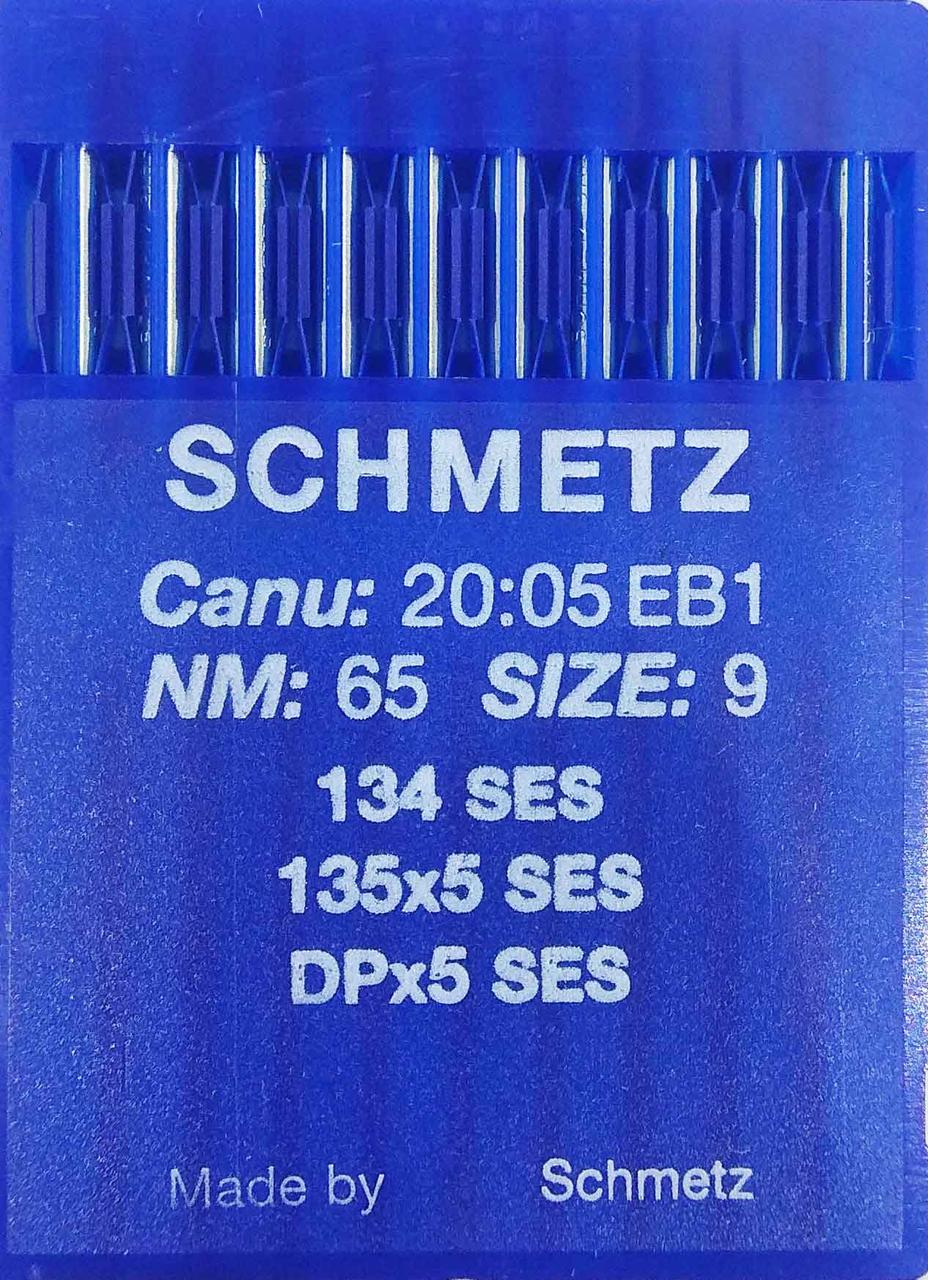 SCHMETZ
Canu: 20:05 EB1
NM: 65 SIZE: 9
134 SES
135x5 SES
DPx5 SES
Made by Schmetz